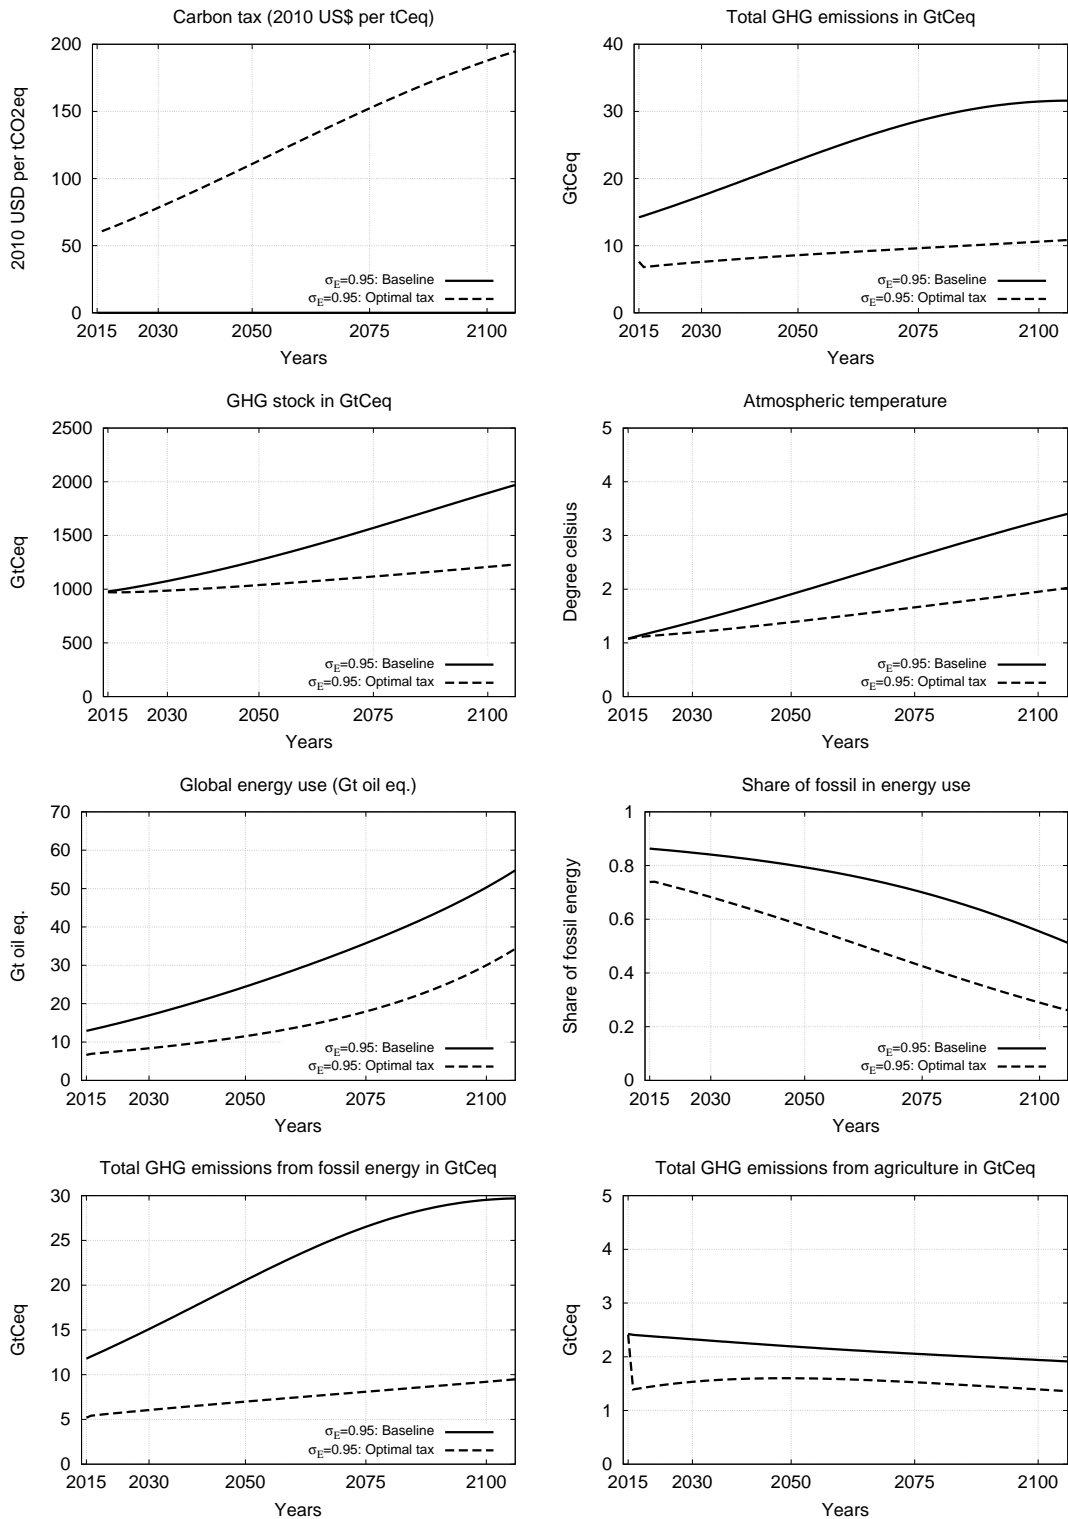 Carbon tax (2010 US$ per tCeq)
2010 USD per tCO2eq
200
150
100
50
0
σE=0.95: Baseline
σE=0.95: Optimal tax
2015 2030 2050 2075 2100
Years
Total GHG emissions in GtCeq
GtCeq
40
30
20
10
0
σE=0.95: Baseline
σE=0.95: Optimal tax
2015 2030 2050 2075 2100
Years
GHG stock in GtCeq
GtCeq
2500
2000
1500
1000
500
0
σE=0.95: Baseline
σE=0.95: Optimal tax
2015 2030 2050 2075 2100
Years
Atmospheric temperature
Degree celsius
5
4
3
2
1
0
σE=0.95: Baseline
σE=0.95: Optimal tax
2015 2030 2050 2075 2100
Years
Global energy use (Gt oil eq.)
Gt oil eq.
70
60
50
40
30
20
10
0
σE=0.95: Baseline
σE=0.95: Optimal tax
2015 2030 2050 2075 2100
Years
Share of fossil in energy use
Share of fossil energy
1
0.8
0.6
0.4
0.2
0
σE=0.95: Baseline
σE=0.95: Optimal tax
2015 2030 2050 2075 2100
Years
Total GHG emissions from fossil energy in GtCeq
GtCeq
30
25
20
15
10
5
0
σE=0.95: Baseline
σE=0.95: Optimal tax
2015 2030 2050 2075 2100
Years
Total GHG emissions from agriculture in GtCeq
GtCeq
5
4
3
2
1
0
2015 2030 2050 2075 2100
Years